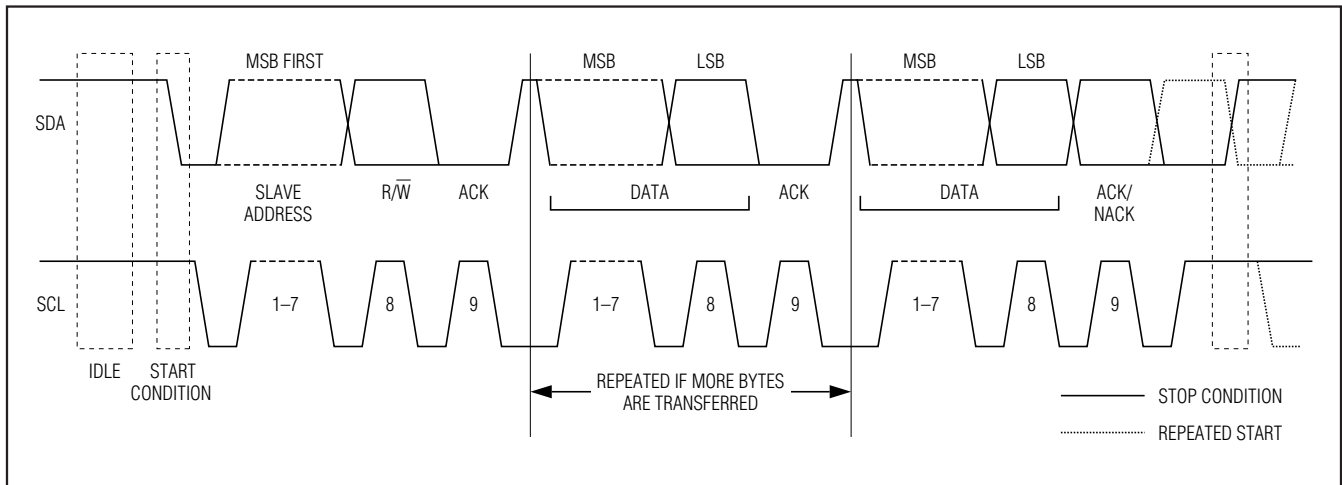 MSB FIRST
MSB
LSB
MSB
LSB
SDA
SLAVE
ADDRESS
R/W̅
ACK
DATA
ACK
DATA
ACK/
NACK
SCL
1–7
8
9
1–7
8
9
1–7
8
9
IDLE
START
CONDITION
REPEATED IF MORE BYTES
ARE TRANSFERRED
STOP CONDITION
REPEATED START